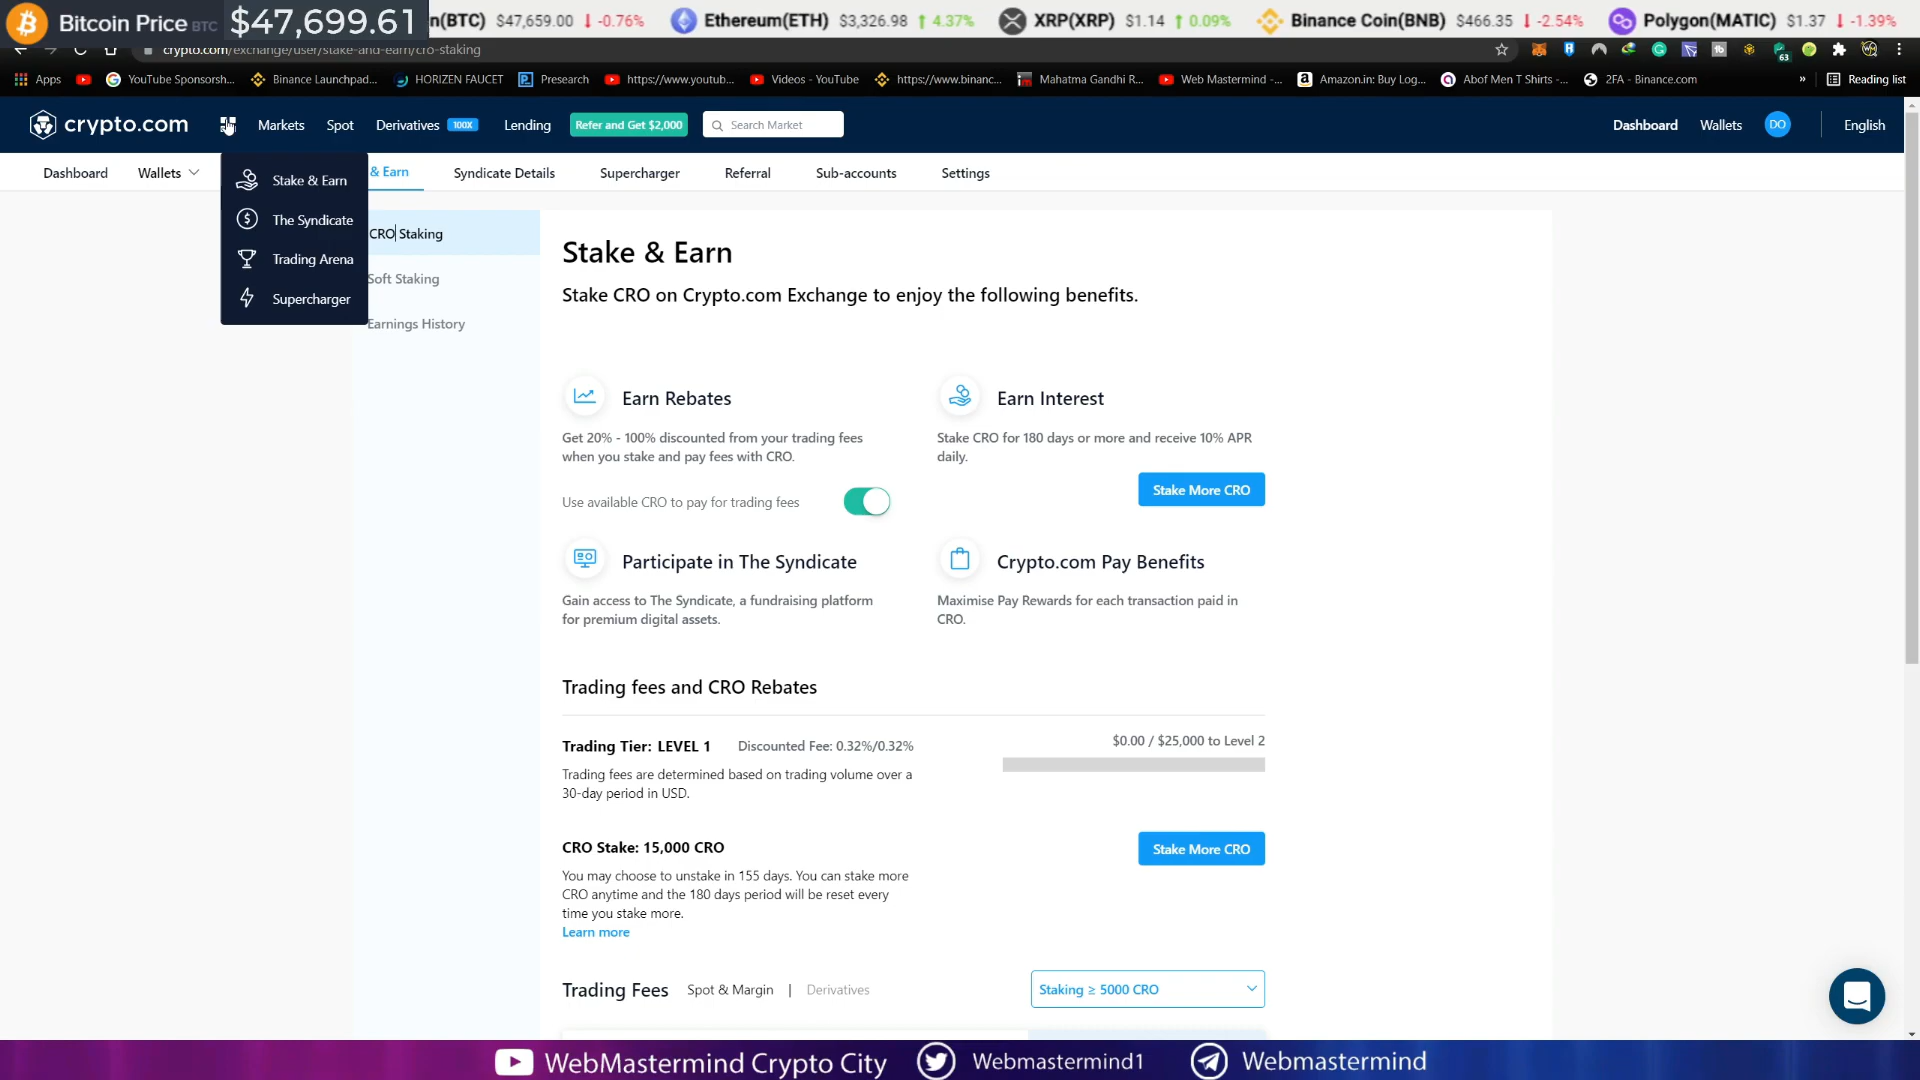 Bitcoin Price BTC $47,699.61 n(BTC) $47,659.00 -0.76% Ethereum(ETH) $3,326.98 4.37% XRP(XRP) $1.14 0.09% Binance Coin(BNB) $466.35 -2.54% Polygon(MATIC) $1.37 -1.39%
crypto.com/exchange/user/stake-and-earn/cro-staking
63
Apps YouTube Sponsorsh... Binance Launchpad... HORIZEN FAUCET Presearch https://www.youtub... Videos - YouTube https://www.binanc... Mahatma Gandhi R... Web Mastermind -... Amazon.in: Buy Log... Abof Men T Shirts -... 2FA - Binance.com » Reading list
crypto.com Markets Spot Derivatives 100X Lending Refer and Get $2,000 Search Market Dashboard Wallets DO English
Dashboard Wallets & Earn Syndicate Details Supercharger Referral Sub-accounts Settings
Stake & Earn
The Syndicate
Trading Arena
Supercharger
CRO Staking
Soft Staking
Earnings History
Stake & Earn
Stake CRO on Crypto.com Exchange to enjoy the following benefits.
Earn Rebates
Get 20% - 100% discounted from your trading fees
when you stake and pay fees with CRO.
Use available CRO to pay for trading fees
Earn Interest
Stake CRO for 180 days or more and receive 10% APR
daily.
Stake More CRO
Participate in The Syndicate
Gain access to The Syndicate, a fundraising platform
for premium digital assets.
Crypto.com Pay Benefits
Maximise Pay Rewards for each transaction paid in
CRO.
Trading fees and CRO Rebates
Trading Tier: LEVEL 1 Discounted Fee: 0.32%/0.32% $0.00 / $25,000 to Level 2
Trading fees are determined based on trading volume over a
30-day period in USD.
CRO Stake: 15,000 CRO Stake More CRO
You may choose to unstake in 155 days. You can stake more
CRO anytime and the 180 days period will be reset every
time you stake more.
Learn more
Trading Fees Spot & Margin | Derivatives Staking ≥ 5000 CRO
WebMastermind Crypto City Webmastermind1 Webmastermind